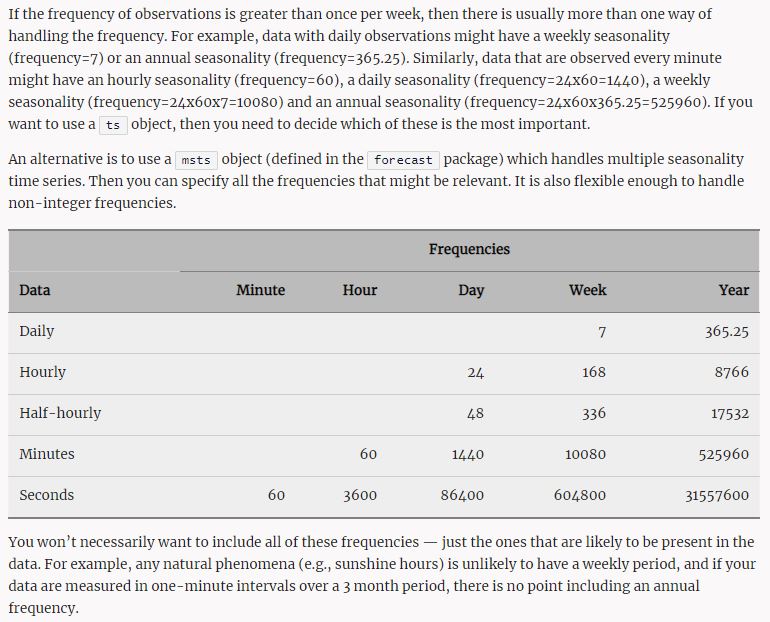 If the frequency of observations is greater than once per week, then there is usually more than one way of
handling the frequency. For example, data with daily observations might have a weekly seasonality
(frequency=7) or an annual seasonality (frequency=365.25). Similarly, data that are observed every minute
might have an hourly seasonality (frequency=60), a daily seasonality (frequency=24x60=1440), a weekly
seasonality (frequency=24x60x7=10080) and an annual seasonality (frequency=24x60x365.25=525960). If you
want to use a ts object, then you need to decide which of these is the most important.
An alternative is to use a msts object (defined in the forecast package) which handles multiple seasonality
time series. Then you can specify all the frequencies that might be relevant. It is also flexible enough to handle
non-integer frequencies.
Frequencies
Data Minute Hour Day Week Year
Daily 7 365.25
Hourly 24 168 8766
Half-hourly 48 336 17532
Minutes 60 1440 10080 525960
Seconds 60 3600 86400 604800 31557600
You won't necessarily want to include all of these frequencies — just the ones that are likely to be present in the
data. For example, any natural phenomena (e.g., sunshine hours) is unlikely to have a weekly period, and if your
data are measured in one-minute intervals over a 3 month period, there is no point including an annual
frequency.